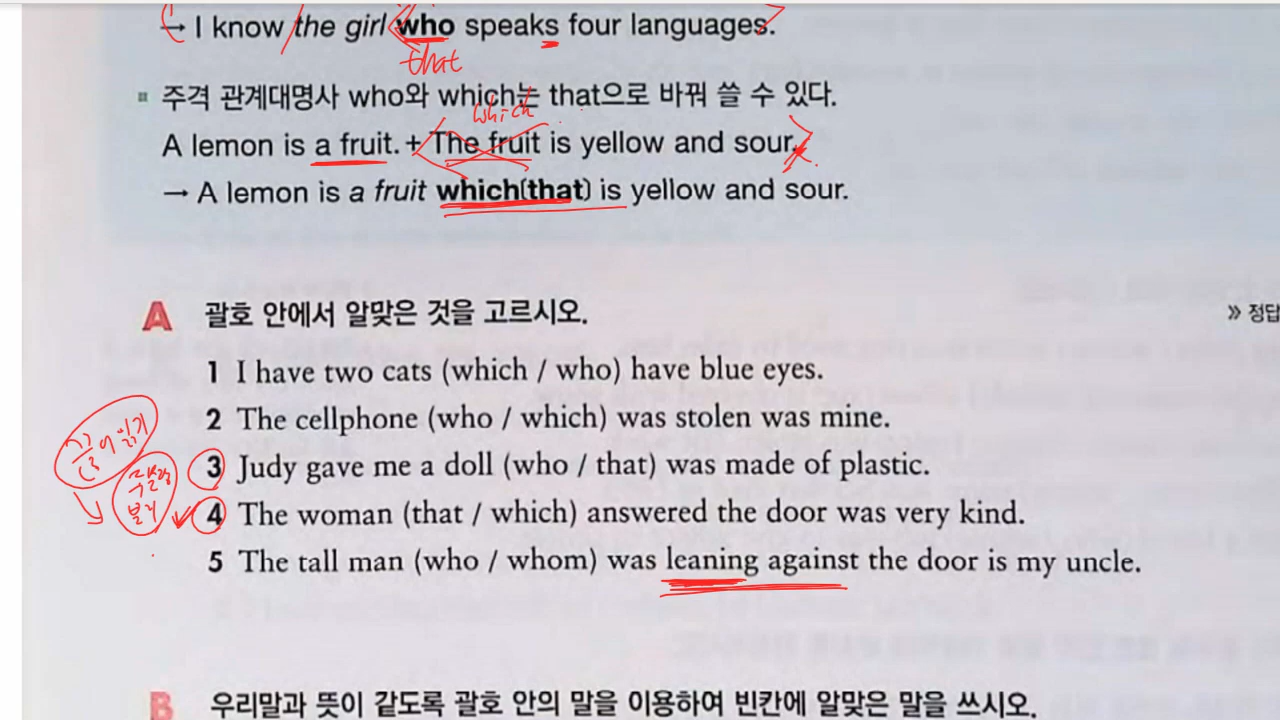 → I know the girl who speaks four languages.
that
▪ 주격 관계대명사 who와 which는 that으로 바꿔 쓸 수 있다.
which
A lemon is a fruit. + The fruit is yellow and sour.
→ A lemon is a fruit which(that) is yellow and sour.
A 괄호 안에서 알맞은 것을 고르시오.
» 정답
1 I have two cats (which / who) have blue eyes.
2 The cellphone (who / which) was stolen was mine.
3 Judy gave me a doll (who / that) was made of plastic.
4 The woman (that / which) answered the door was very kind.
5 The tall man (who / whom) was leaning against the door is my uncle.
B 우리말과 뜻이 같도록 괄호 안의 말을 이용하여 빈칸에 알맞은 말을 쓰시오.